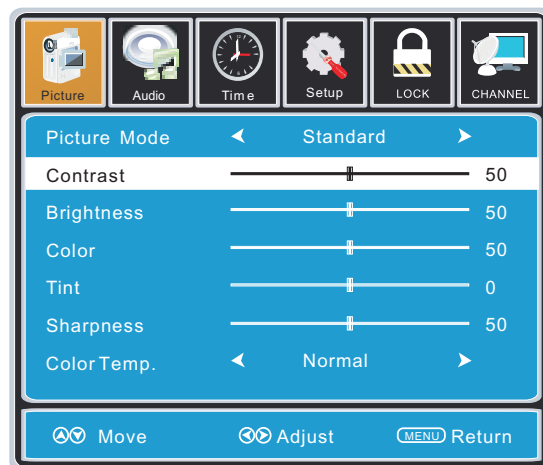 Picture Audio Time Setup LOCK CHANNEL
Picture Mode Standard
Contrast 50
Brightness 50
Color 50
Tint 0
Sharpness 50
Color Temp. Normal
Move Adjust MENU Return